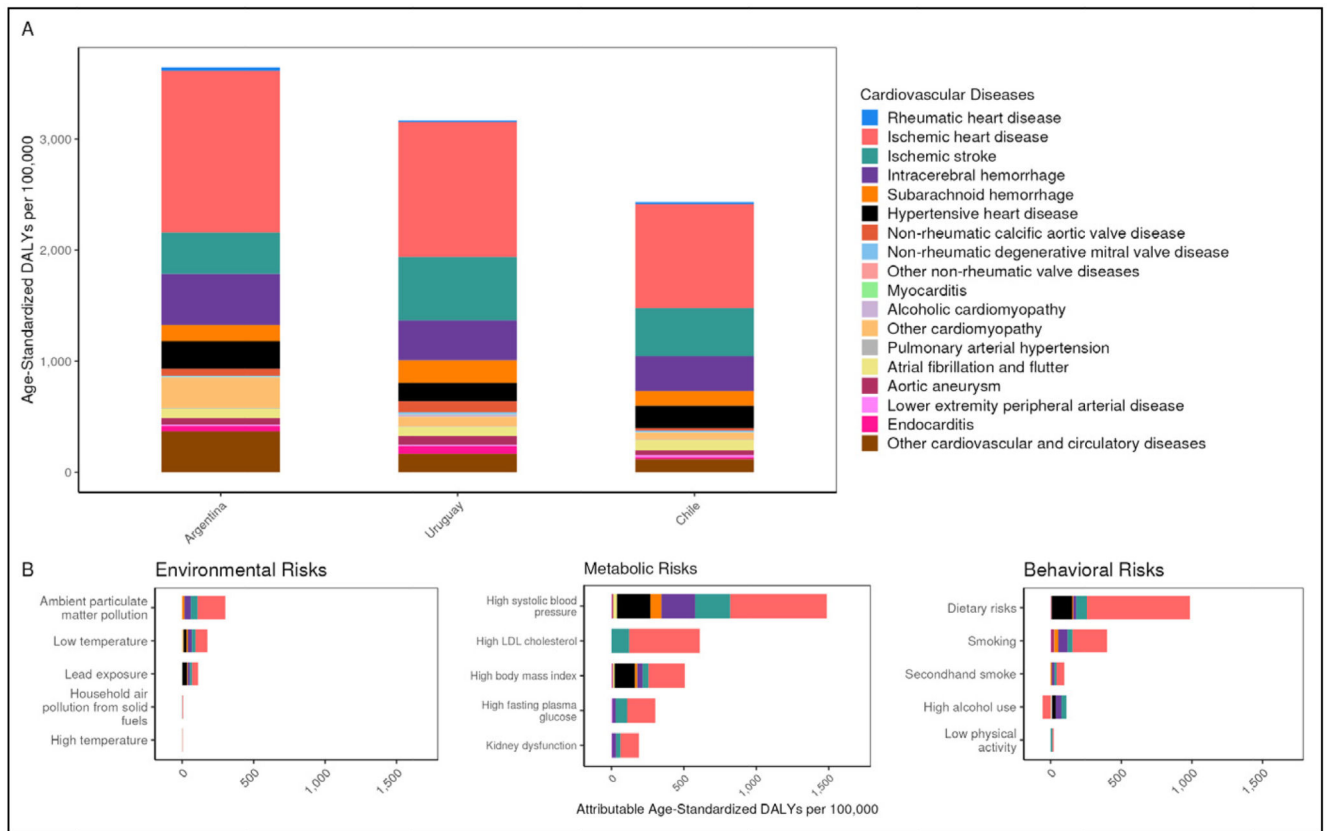 A
Age-Standardized DALYs per 100,000
3,000
2,000
1,000
0
Argentina
Uruguay
Chile
Cardiovascular Diseases
Rheumatic heart disease
Ischemic heart disease
Ischemic stroke
Intracerebral hemorrhage
Subarachnoid hemorrhage
Hypertensive heart disease
Non-rheumatic calcific aortic valve disease
Non-rheumatic degenerative mitral valve disease
Other non-rheumatic valve diseases
Myocarditis
Alcoholic cardiomyopathy
Other cardiomyopathy
Pulmonary arterial hypertension
Atrial fibrillation and flutter
Aortic aneurysm
Lower extremity peripheral arterial disease
Endocarditis
Other cardiovascular and circulatory diseases
B
Environmental Risks
Ambient particulate
matter pollution
Low temperature
Lead exposure
Household air
pollution from solid
fuels
High temperature
0
500
1,000
1,500
Metabolic Risks
High systolic blood
pressure
High LDL cholesterol
High body mass index
High fasting plasma
glucose
Kidney dysfunction
0
500
1,000
1,500
Behavioral Risks
Dietary risks
Smoking
Secondhand smoke
High alcohol use
Low physical
activity
0
500
1,000
1,500
Attributable Age-Standardized DALYs per 100,000